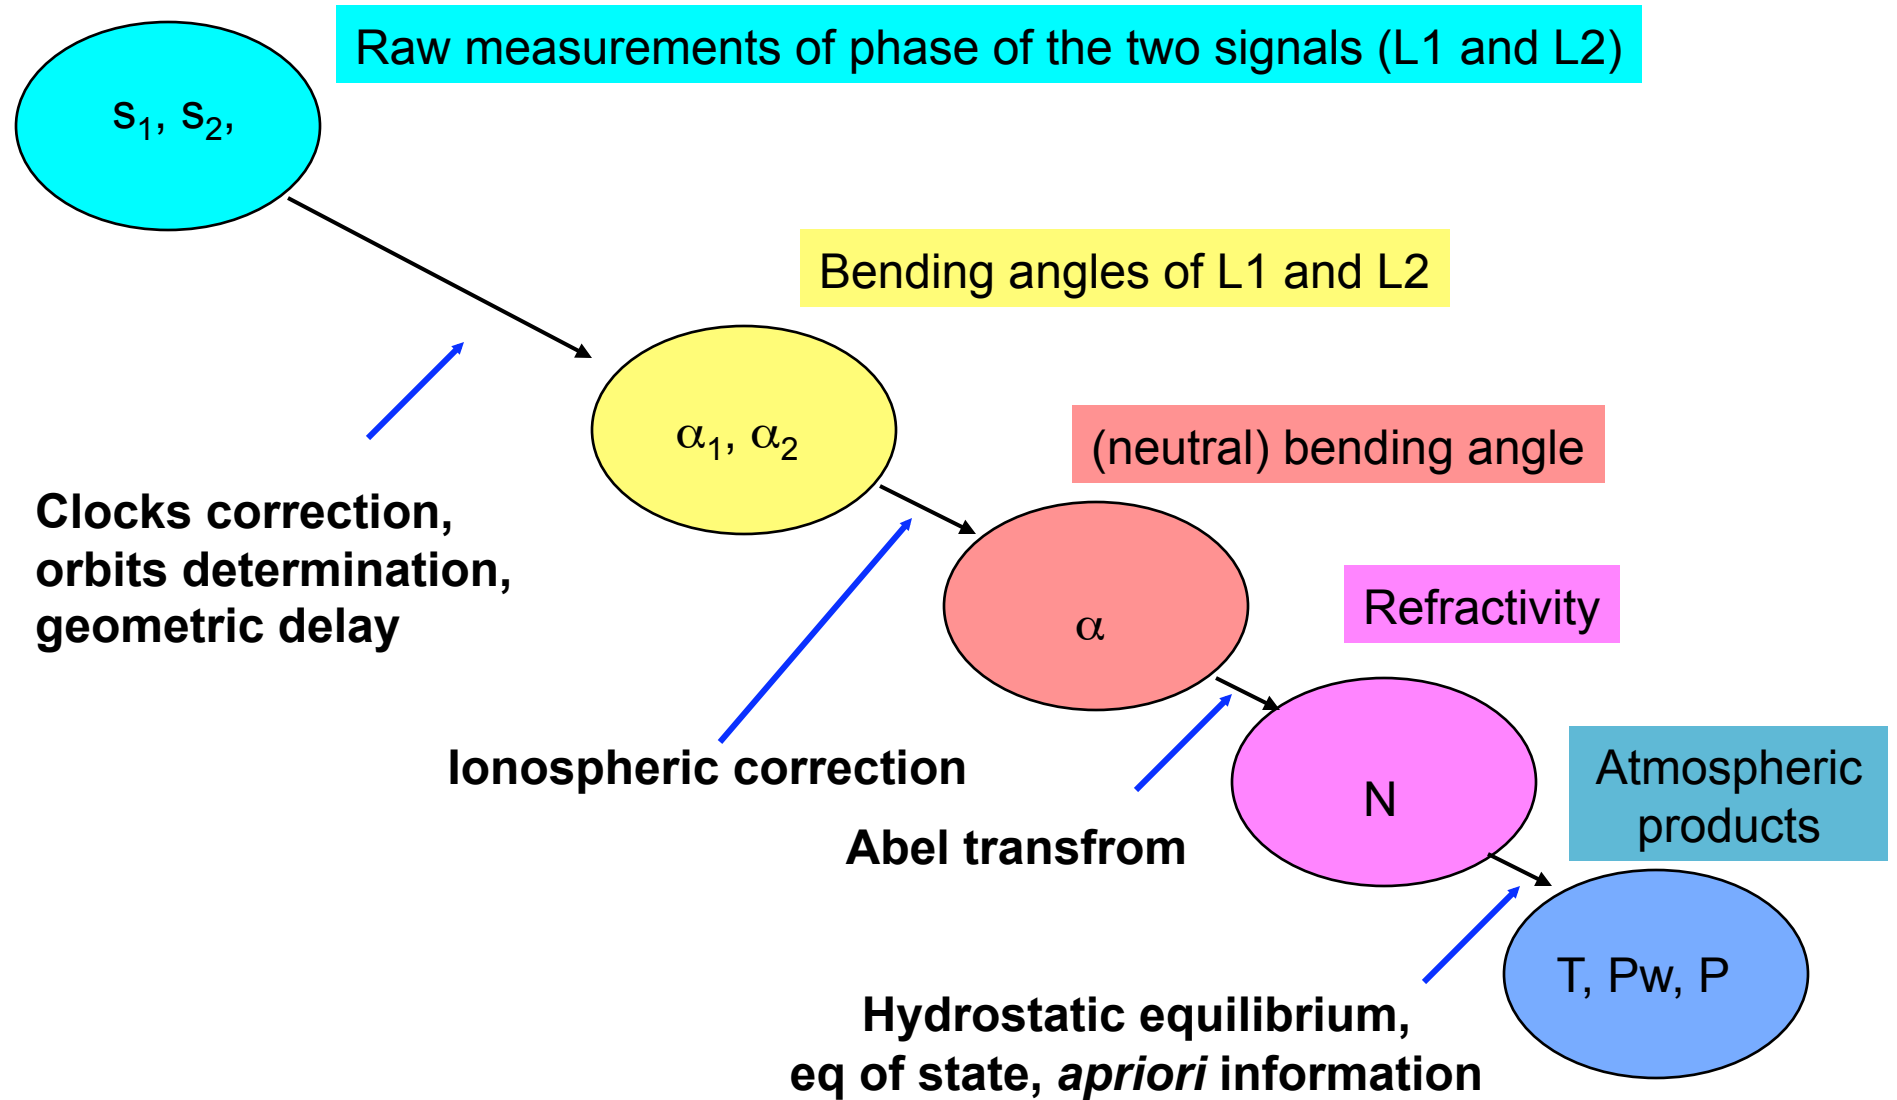 Raw measurements of phase of the two signals (L1 and L2)
s₁, s₂,
Bending angles of L1 and L2
α₁, α₂
(neutral) bending angle
Clocks correction,
orbits determination,
geometric delay
α
Refractivity
Ionospheric correction
N
Atmospheric
products
Abel transfrom
T, Pw, P
Hydrostatic equilibrium,
eq of state, apriori information